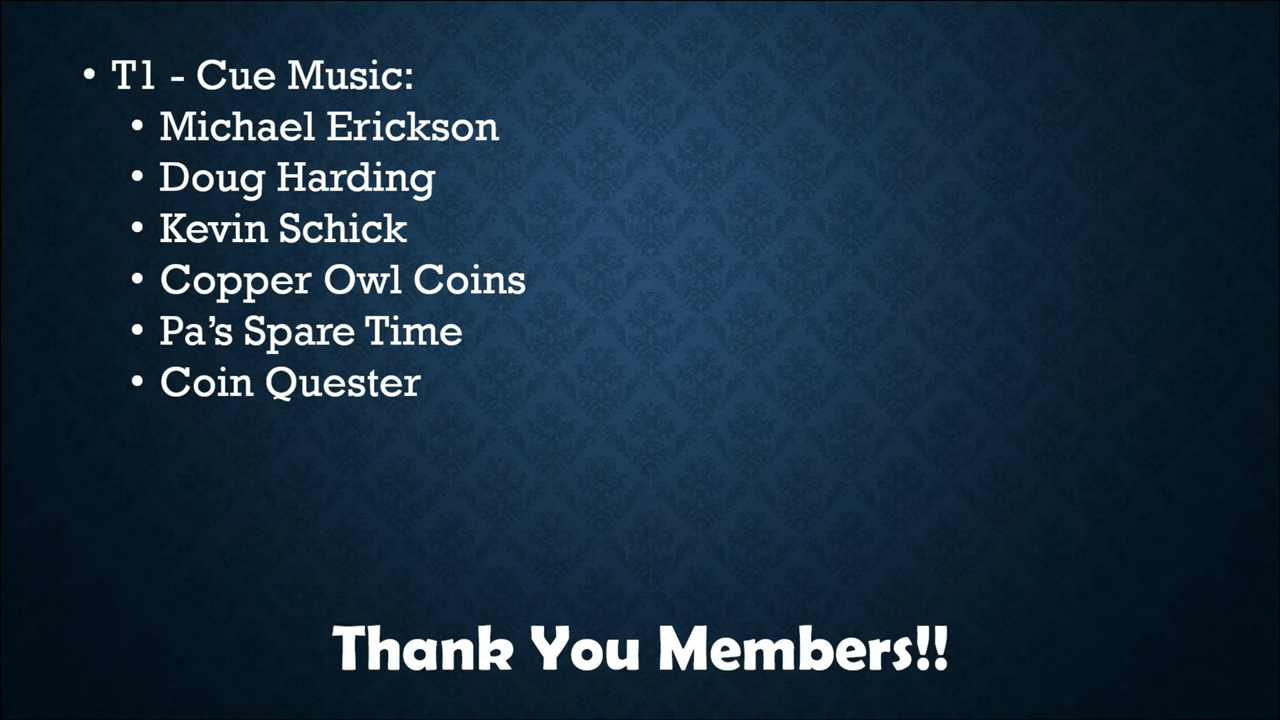 • T1 - Cue Music:
• Michael Erickson
• Doug Harding
• Kevin Schick
• Copper Owl Coins
• Pa’s Spare Time
• Coin Quester
Thank You Members!!